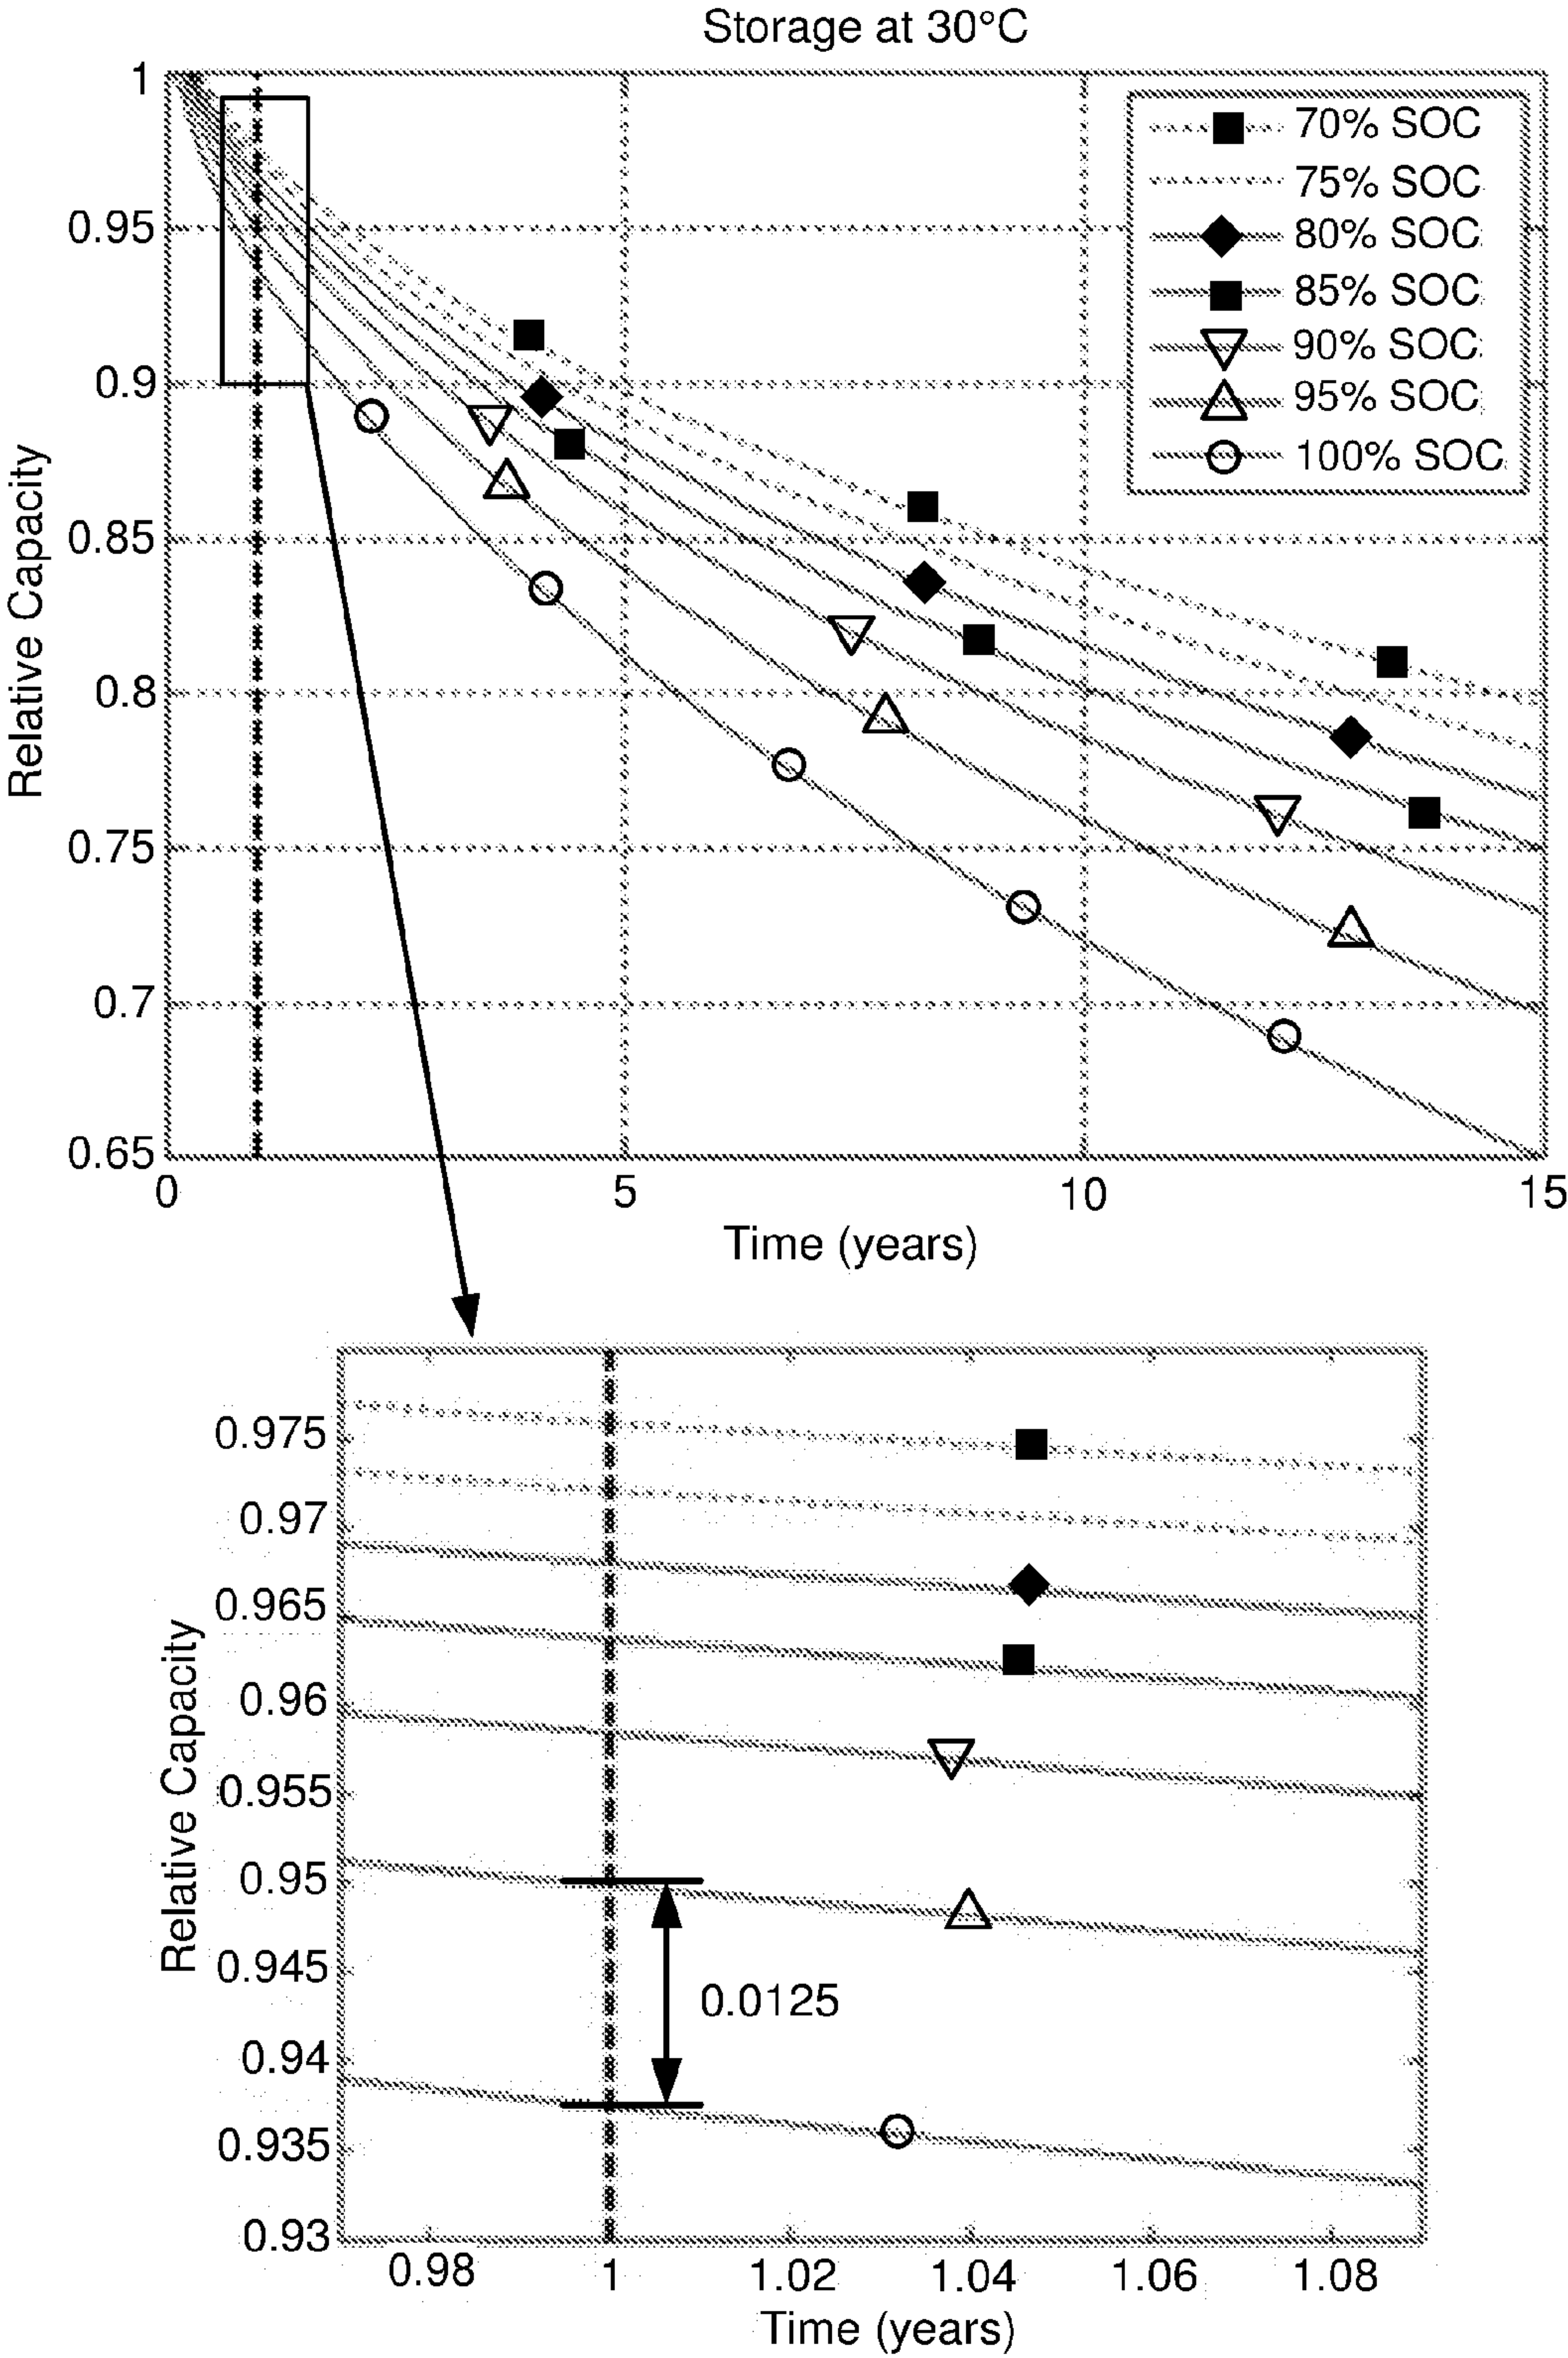 Storage at 30°C
1
0.95
0.9
0.85
0.8
0.75
0.7
0.65
Relative Capacity
0
5
10
15
Time (years)
70% SOC
75% SOC
80% SOC
85% SOC
90% SOC
95% SOC
100% SOC
0.975
0.97
0.965
0.96
0.955
0.95
0.945
0.94
0.935
0.93
Relative Capacity
0.0125
0.98
1
1.02
1.04
1.06
1.08
Time (years)